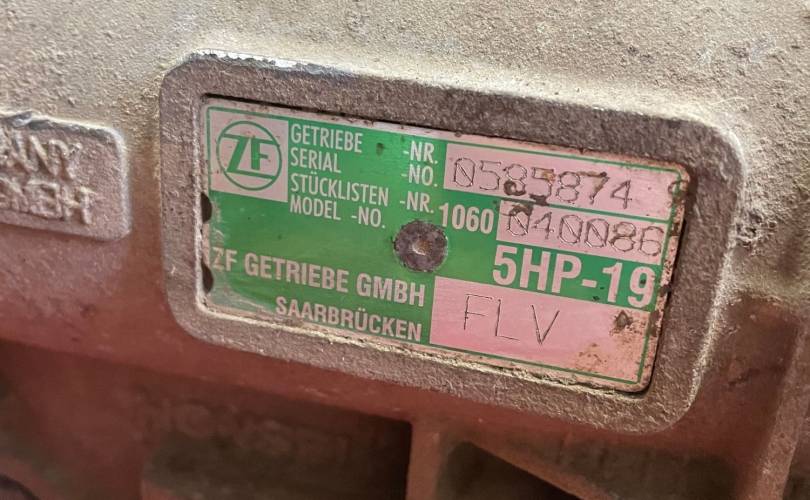 ZF
GETRIEBE -NR.
SERIAL -NO. 0585874
STÜCKLISTEN -NR.
MODEL -NO. 1060 040086
5HP-19
ZF GETRIEBE GMBH
SAARBRÜCKEN FLV
ANY